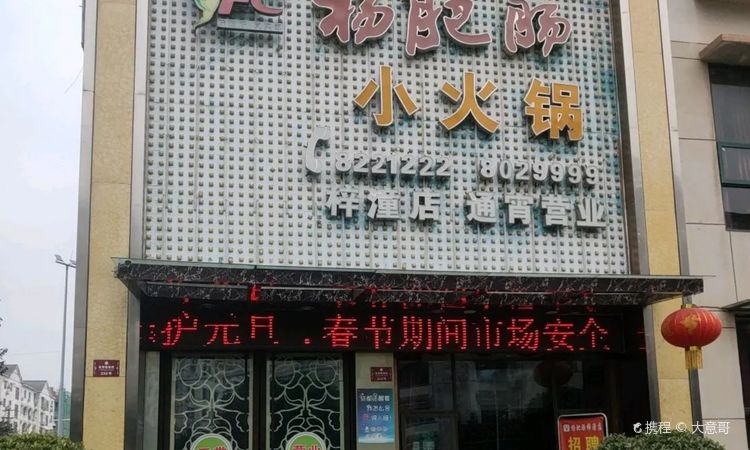 杨肥肠
小火锅
8221222 8029999
梓潼店 通宵营业
护元旦、春节期间市场安全
招聘
携程 © 大意哥